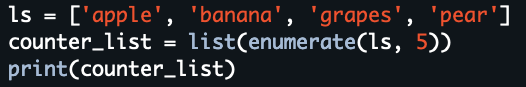 ls = ['apple', 'banana', 'grapes', 'pear']
counter_list = list(enumerate(ls, 5))
print(counter_list)